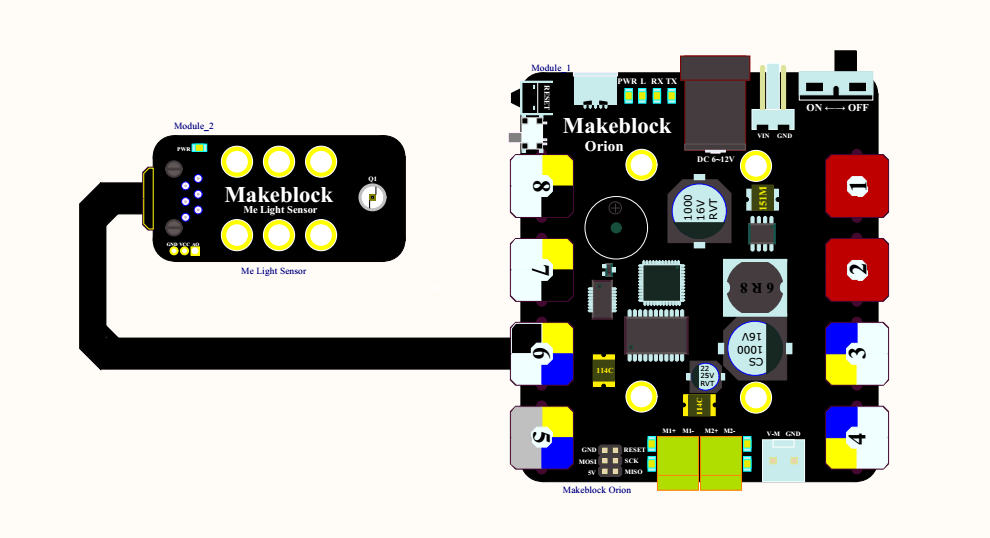 Module_2
PWR
Makeblock
Me Light Sensor
Q1
GND VCC AO
Me Light Sensor
Module_1
RESET
PWR L RX TX
Makeblock
Orion
DC 6~12V
VIN GND
ON ←→ OFF
8
7
6
5
1
2
3
4
1000
16V
RVT
151M
6R8
CS
1000
16V
22
25V
RVT
114C
114C
M1+ M1- M2+ M2-
V-M GND
GND RESET
MOSI SCK
5V MISO
Makeblock Orion